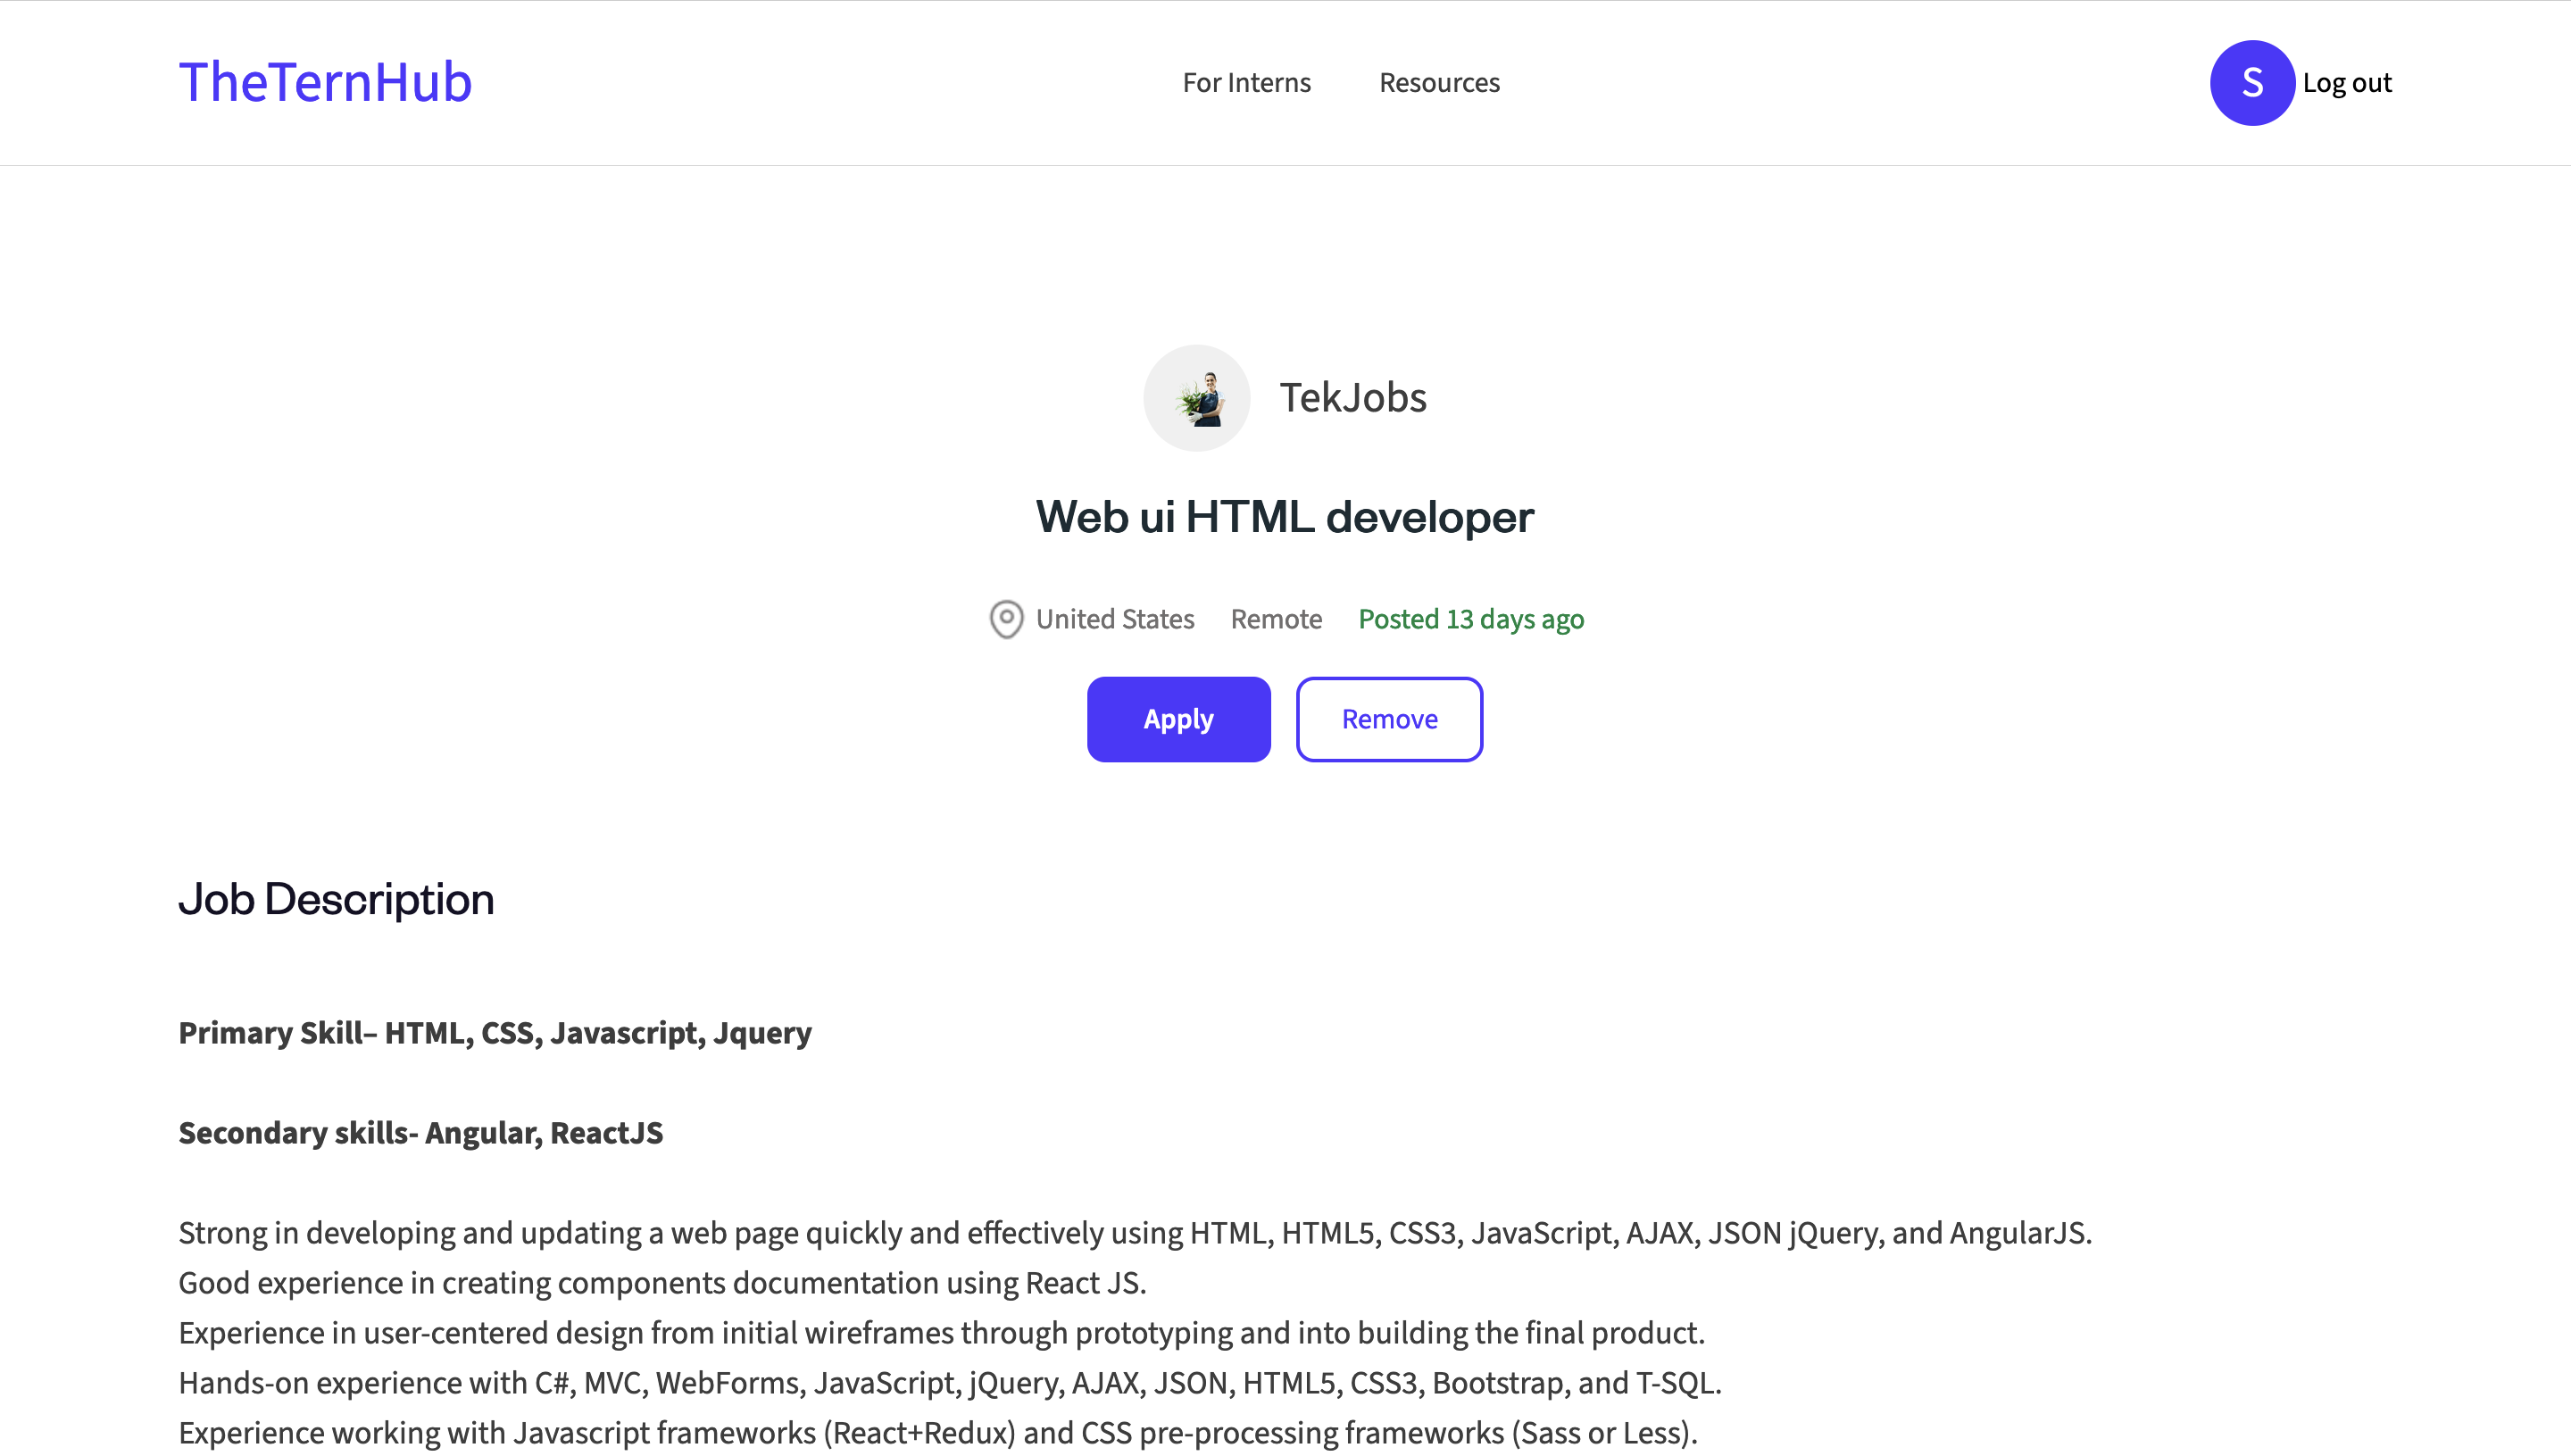 TheTernHub
For Interns
Resources
S
Log out
TekJobs
Web ui HTML developer
United States
Remote
Posted 13 days ago
Apply
Remove
Job Description
Primary Skill– HTML, CSS, Javascript, Jquery
Secondary skills- Angular, ReactJS
Strong in developing and updating a web page quickly and effectively using HTML, HTML5, CSS3, JavaScript, AJAX, JSON jQuery, and AngularJS.
Good experience in creating components documentation using React JS.
Experience in user-centered design from initial wireframes through prototyping and into building the final product.
Hands-on experience with C#, MVC, WebForms, JavaScript, jQuery, AJAX, JSON, HTML5, CSS3, Bootstrap, and T-SQL.
Experience working with Javascript frameworks (React+Redux) and CSS pre-processing frameworks (Sass or Less).